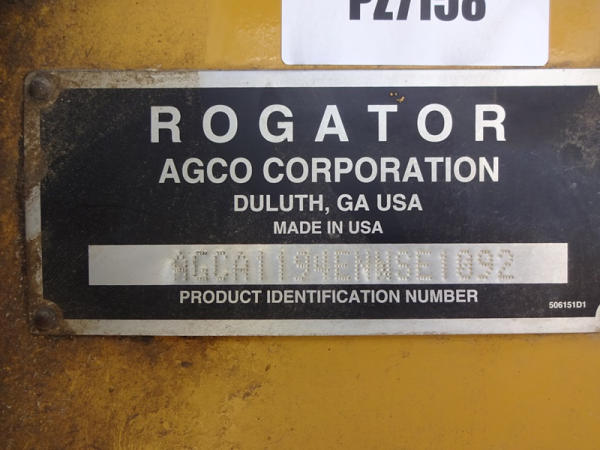 PZ7158
ROGATOR
AGCO CORPORATION
DULUTH, GA USA
MADE IN USA
AGCA1194ENWSE1092
PRODUCT IDENTIFICATION NUMBER
506151D1